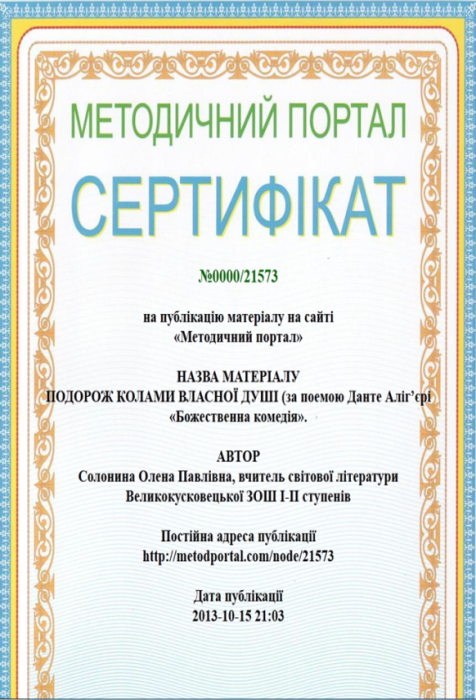 МЕТОДИЧНИЙ ПОРТАЛ
СЕРТИФІКАТ
№0000/21573
на публікацію матеріалу на сайті
«Методичний портал»
НАЗВА МАТЕРІАЛУ
ПОДОРОЖ КОЛАМИ ВЛАСНОЇ ДУШІ (за поемою Данте Аліг’єрі
«Божественна комедія».
АВТОР
Солонина Олена Павлівна, вчитель світової літератури
Великокусковецької ЗОШ І-ІІ ступенів
Постійна адреса публікації
http://metodportal.com/node/21573
Дата публікації
2013-10-15 21:03